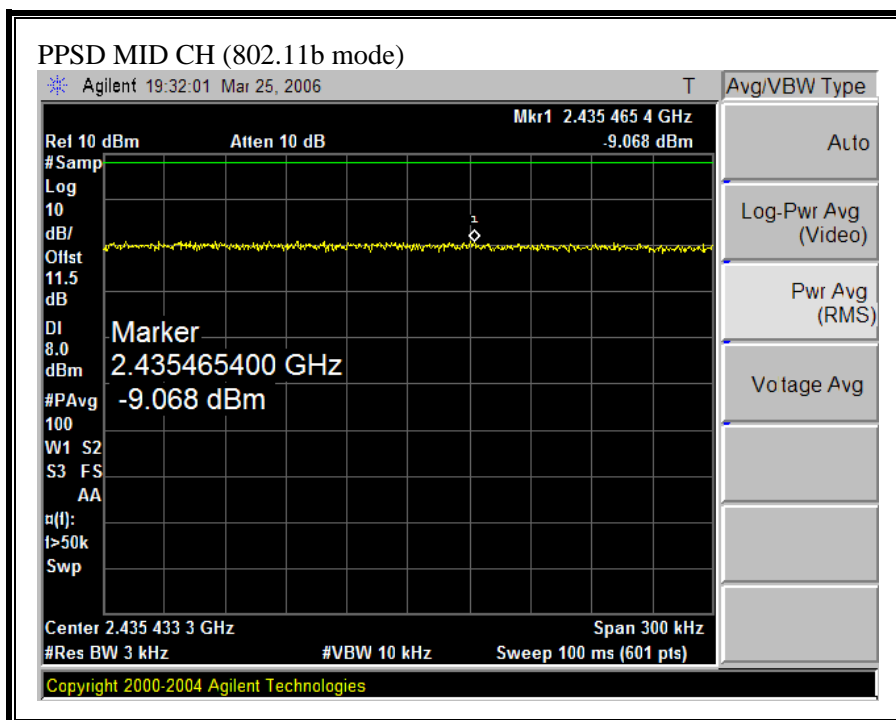 PPSD MID CH (802.11b mode)
Agilent 19:32:01 Mar 25, 2006 T
Avg/VBW Type
Mkr1 2.435 465 4 GHz
Ref 10 dBm Atten 10 dB -9.068 dBm
#Samp
Log
10
dB/
Offst
11.5
dB
DI
8.0
dBm
#PAvg
100
W1 S2
S3 FS
AA
¤(f):
f>50k
Swp
1
Marker
2.435465400 GHz
-9.068 dBm
Center 2.435 433 3 GHz Span 300 kHz
#Res BW 3 kHz #VBW 10 kHz Sweep 100 ms (601 pts)
Auto
Log-Pwr Avg
(Video)
Pwr Avg
(RMS)
Voltage Avg
Copyright 2000-2004 Agilent Technologies